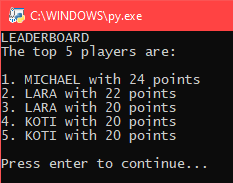 C:\WINDOWS\py.exe
LEADERBOARD
The top 5 players are:
1. MICHAEL with 24 points
2. LARA with 22 points
3. LARA with 20 points
4. KOTI with 20 points
5. KOTI with 20 points
Press enter to continue...